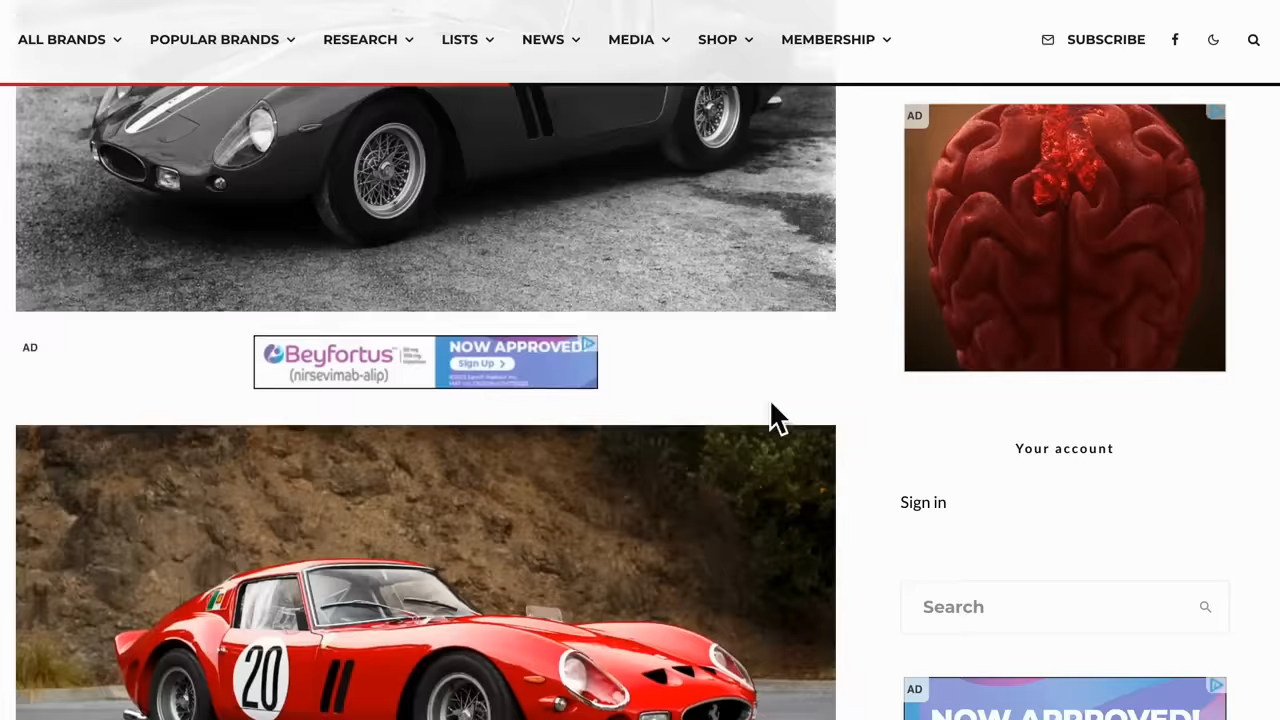 ALL BRANDS POPULAR BRANDS RESEARCH LISTS NEWS MEDIA SHOP MEMBERSHIP SUBSCRIBE
AD
AD
Beyfortus
(nirsevimab-alip)
NOW APPROVED!
Sign Up
Your account
Sign in
Search
20
AD
NOW APPROVED!